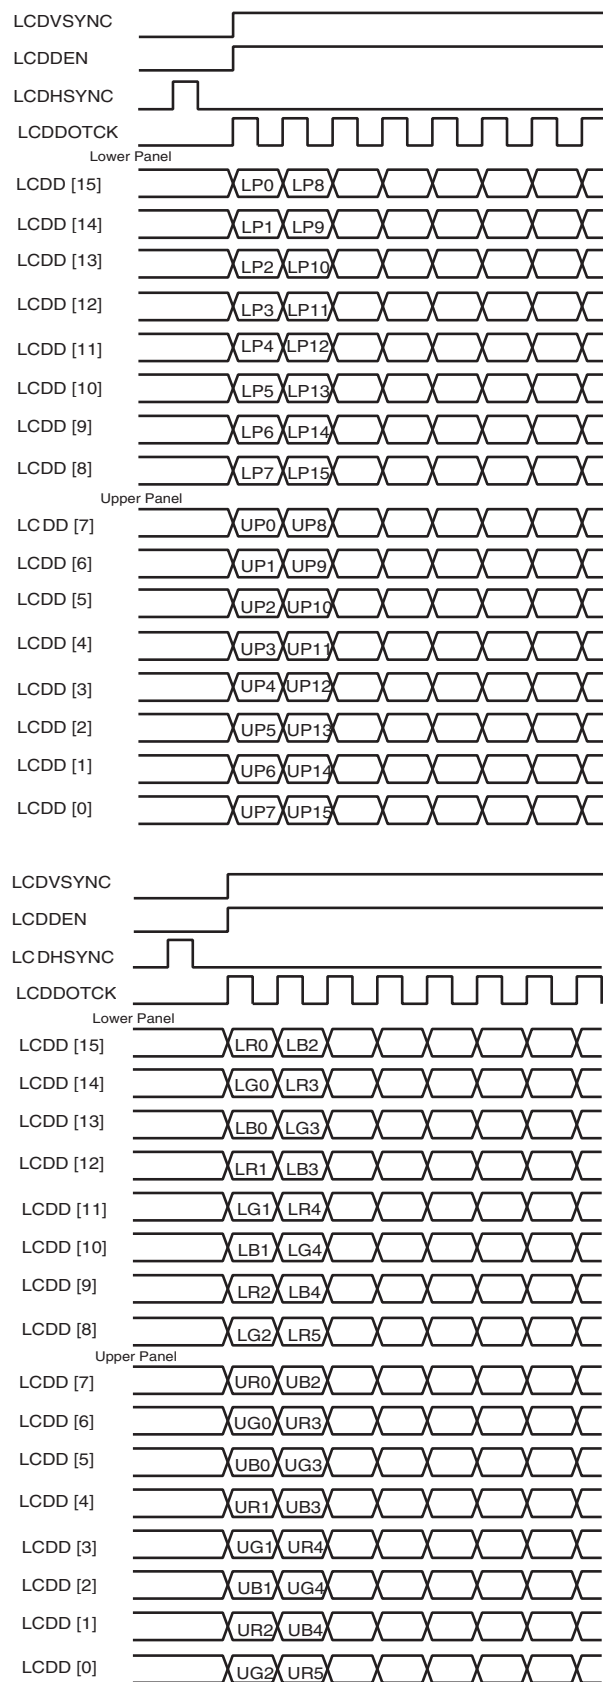 LCDVSYNC
LCDDEN
LCDHSYNC
LCDDOTCK
Lower Panel
LCDD [15] LP0 LP8
LCDD [14] LP1 LP9
LCDD [13] LP2 LP10
LCDD [12] LP3 LP11
LCDD [11] LP4 LP12
LCDD [10] LP5 LP13
LCDD [9] LP6 LP14
LCDD [8] LP7 LP15
Upper Panel
LCDD [7] UP0 UP8
LCDD [6] UP1 UP9
LCDD [5] UP2 UP10
LCDD [4] UP3 UP11
LCDD [3] UP4 UP12
LCDD [2] UP5 UP13
LCDD [1] UP6 UP14
LCDD [0] UP7 UP15
LCDVSYNC
LCDDEN
LCDHSYNC
LCDDOTCK
Lower Panel
LCDD [15] LR0 LB2
LCDD [14] LG0 LR3
LCDD [13] LB0 LG3
LCDD [12] LR1 LB3
LCDD [11] LG1 LR4
LCDD [10] LB1 LG4
LCDD [9] LR2 LB4
LCDD [8] LG2 LR5
Upper Panel
LCDD [7] UR0 UB2
LCDD [6] UG0 UR3
LCDD [5] UB0 UG3
LCDD [4] UR1 UB3
LCDD [3] UG1 UR4
LCDD [2] UB1 UG4
LCDD [1] UR2 UB4
LCDD [0] UG2 UR5